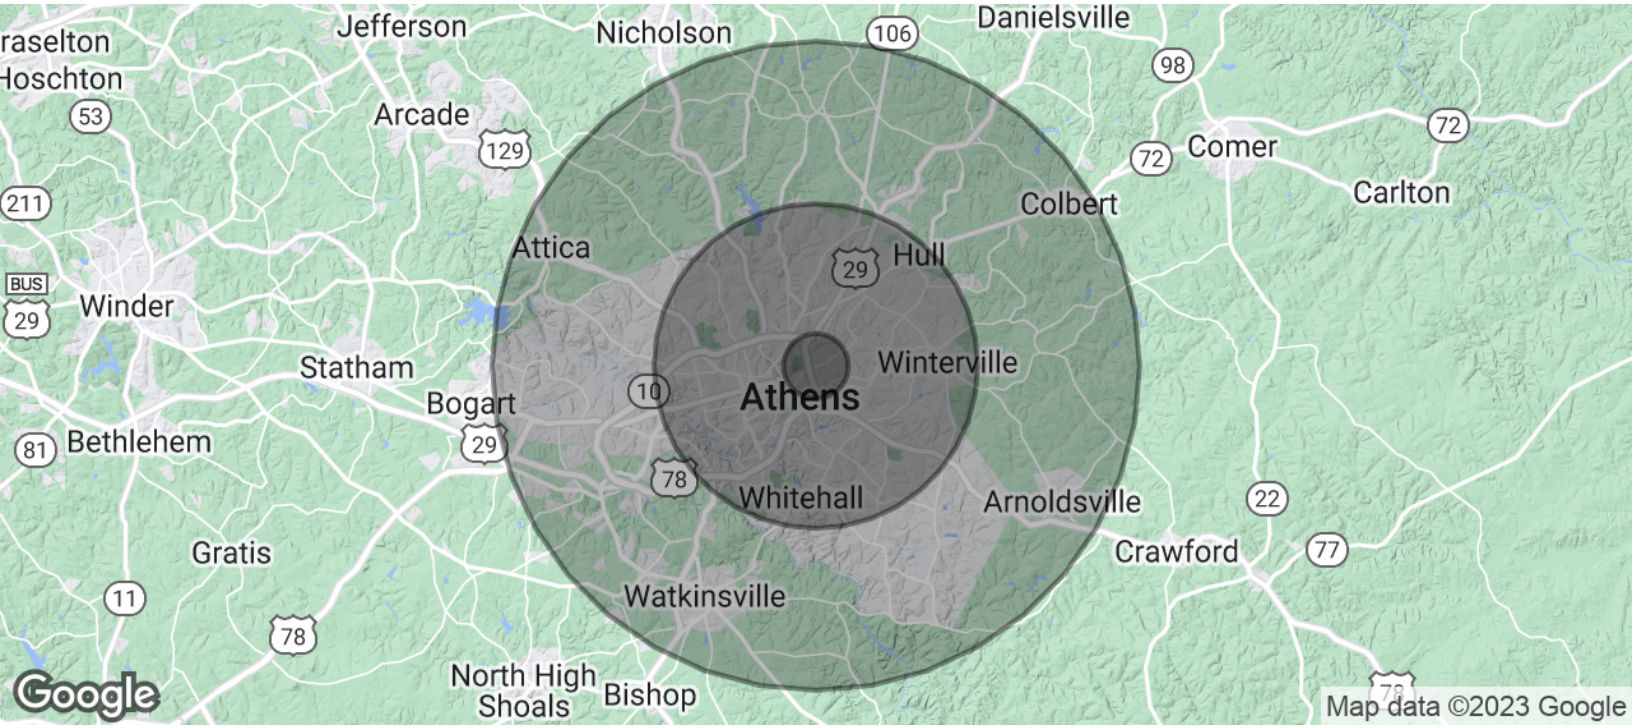 Jefferson
Nicholson
106
Danielsville
raselton
Hoschton
98
53
Arcade
129
72
Comer
72
Carlton
211
Colbert
Attica
Hull
29
BUS
29
Winder
Statham
Winterville
10
Athens
Bogart
29
81
Bethlehem
78
Whitehall
Arnoldsville
22
Gratis
Crawford
77
11
Watkinsville
78
North High
Shoals
Bishop
78
Google
Map data ©2023 Google